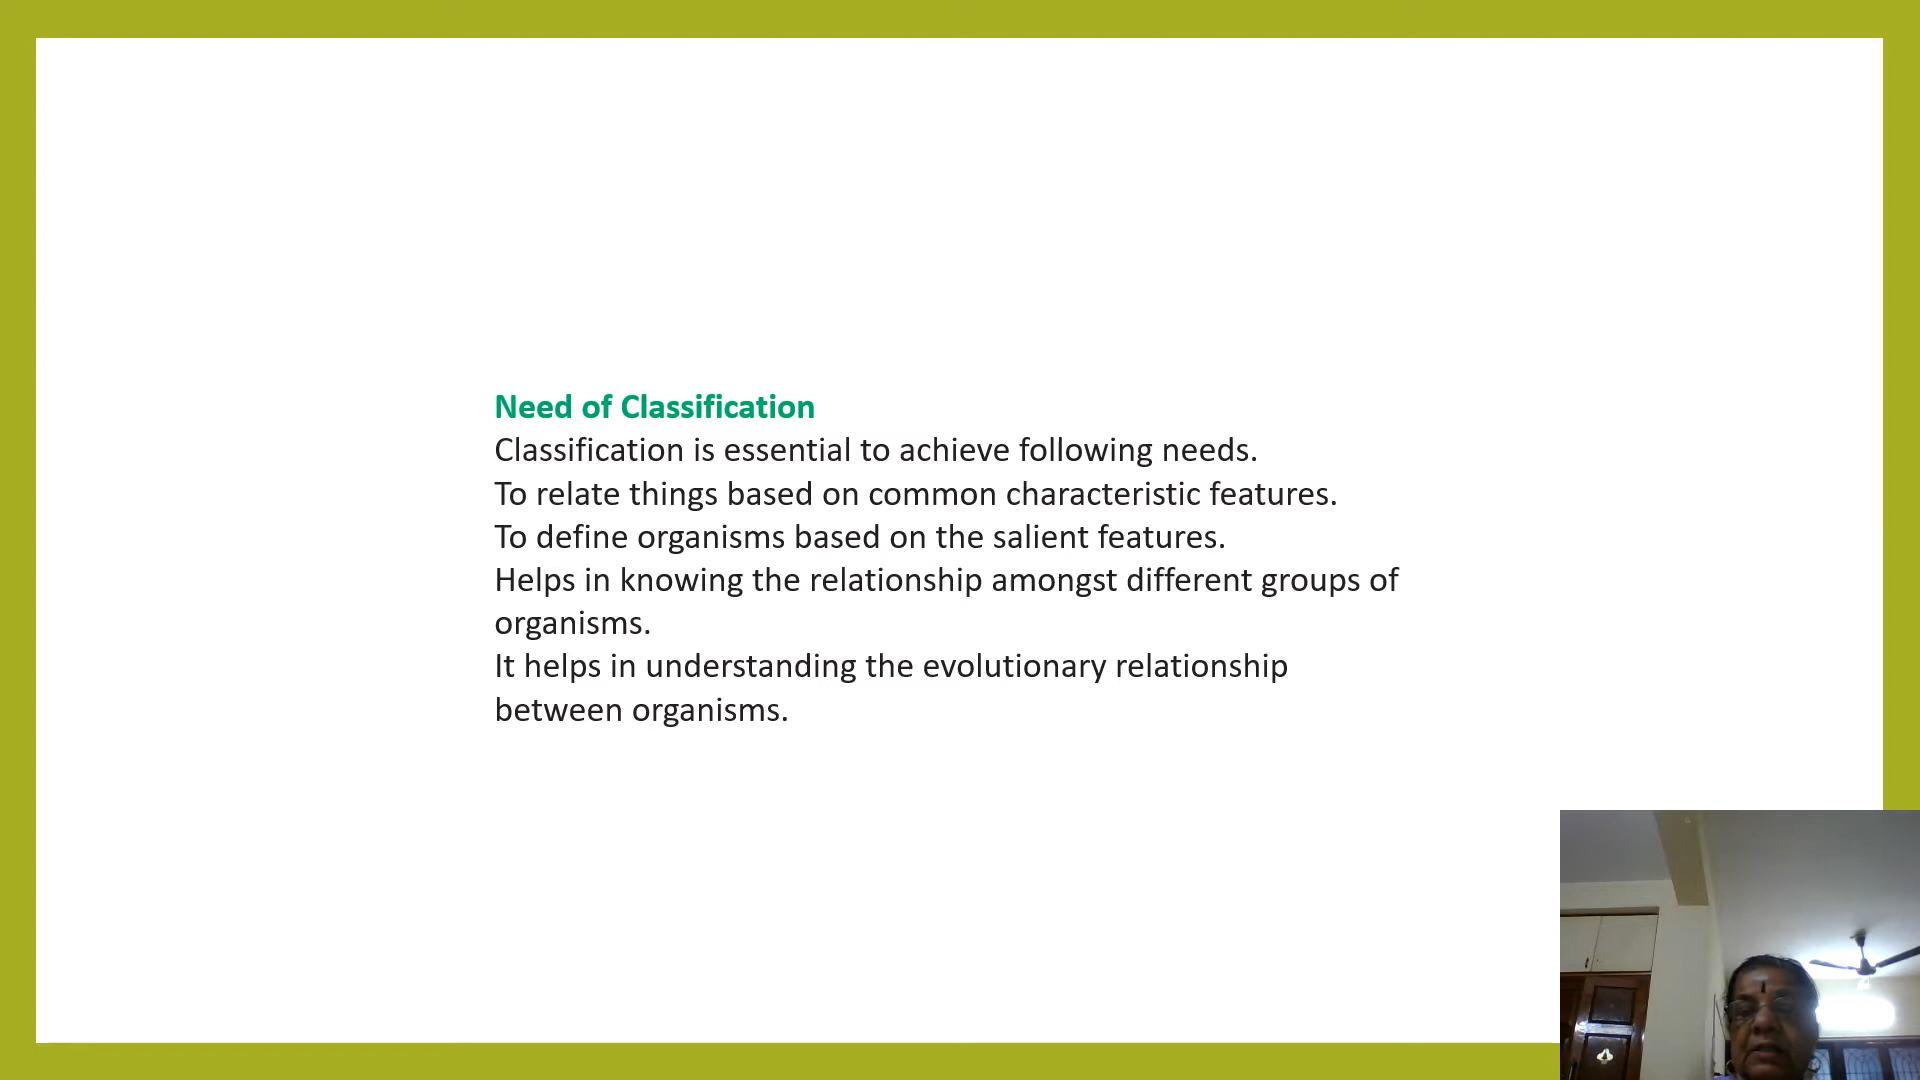 Need of Classification
Classification is essential to achieve following needs.
To relate things based on common characteristic features.
To define organisms based on the salient features.
Helps in knowing the relationship amongst different groups of
organisms.
It helps in understanding the evolutionary relationship
between organisms.